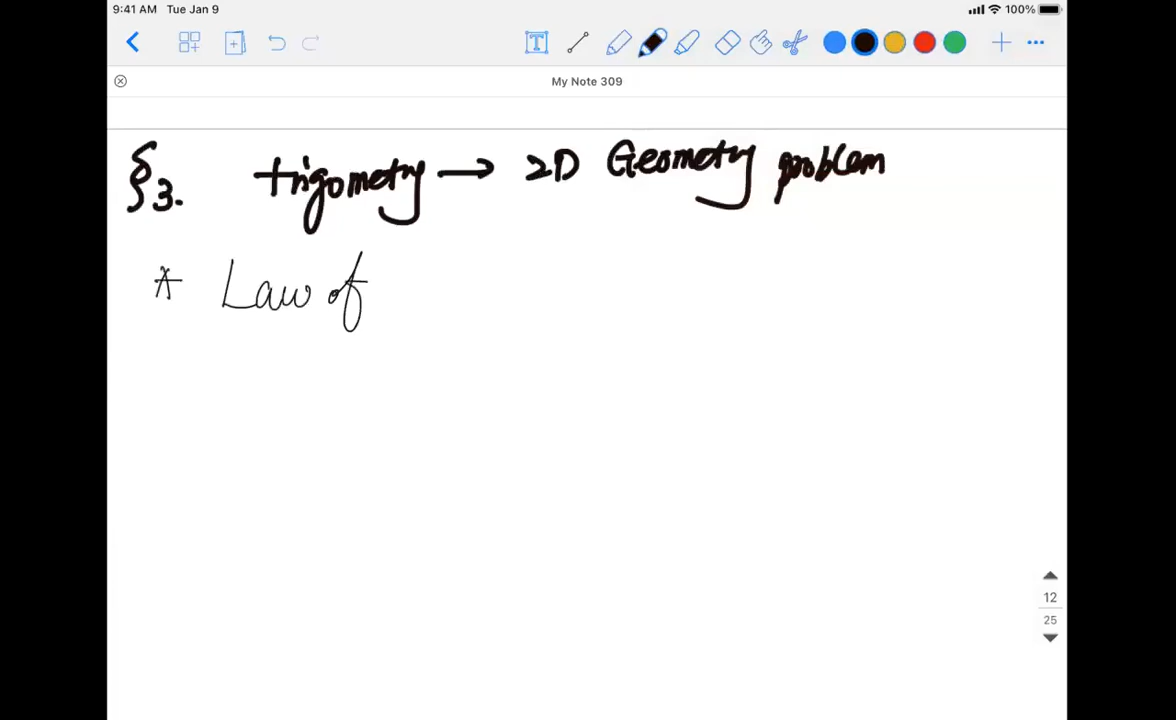 9:41 AM Tue Jan 9 100%
T
My Note 309
§3. trigometry → 2D Geometry problem
* Law of
12
25